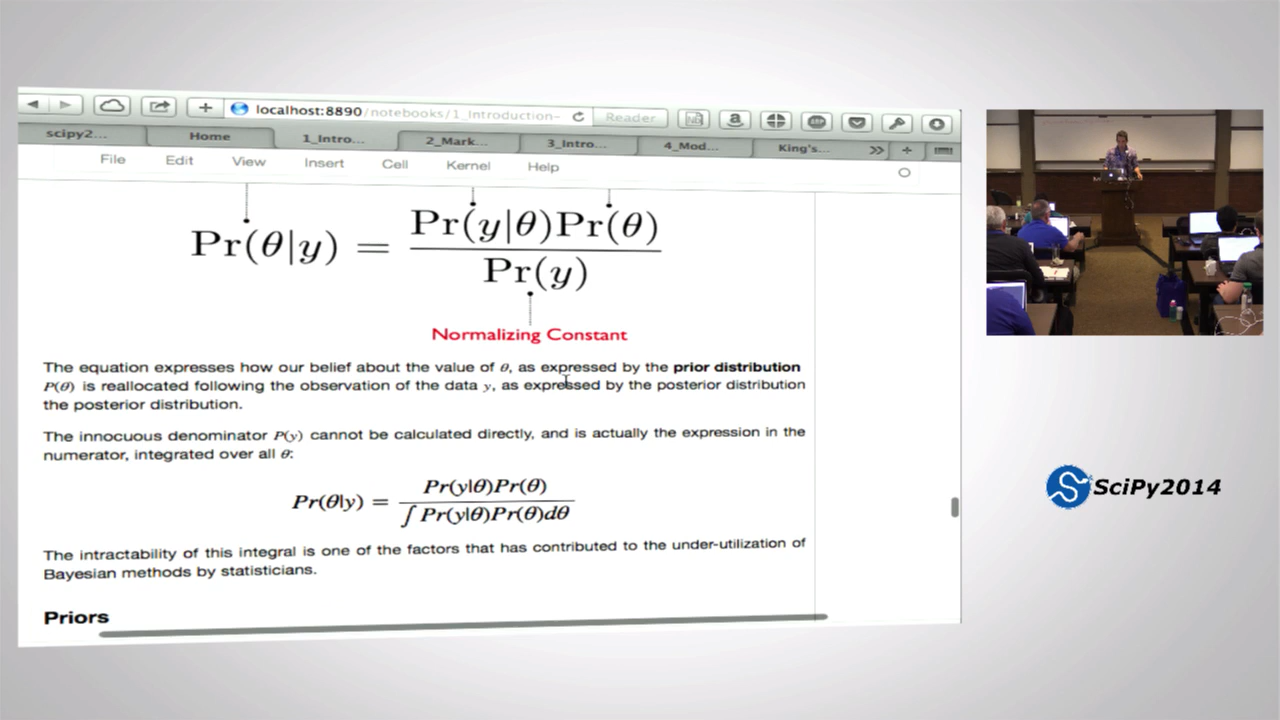 localhost:8890/notebooks/1_Introduction-
Reader
scipy2...
Home
1_Intro...
2_Mark...
3_Intro...
4_Mod...
King's...
File Edit View Insert Cell Kernel Help
Pr(θ|y) = Pr(y|θ)Pr(θ) / Pr(y)
Normalizing Constant
The equation expresses how our belief about the value of θ, as expressed by the prior distribution
P(θ) is reallocated following the observation of the data y, as expressed by the posterior distribution
the posterior distribution.
The innocuous denominator P(y) cannot be calculated directly, and is actually the expression in the
numerator, integrated over all θ:
Pr(θ|y) = Pr(y|θ)Pr(θ) / ∫ Pr(y|θ)Pr(θ)dθ
The intractability of this integral is one of the factors that has contributed to the under-utilization of
Bayesian methods by statisticians.
Priors
SciPy2014